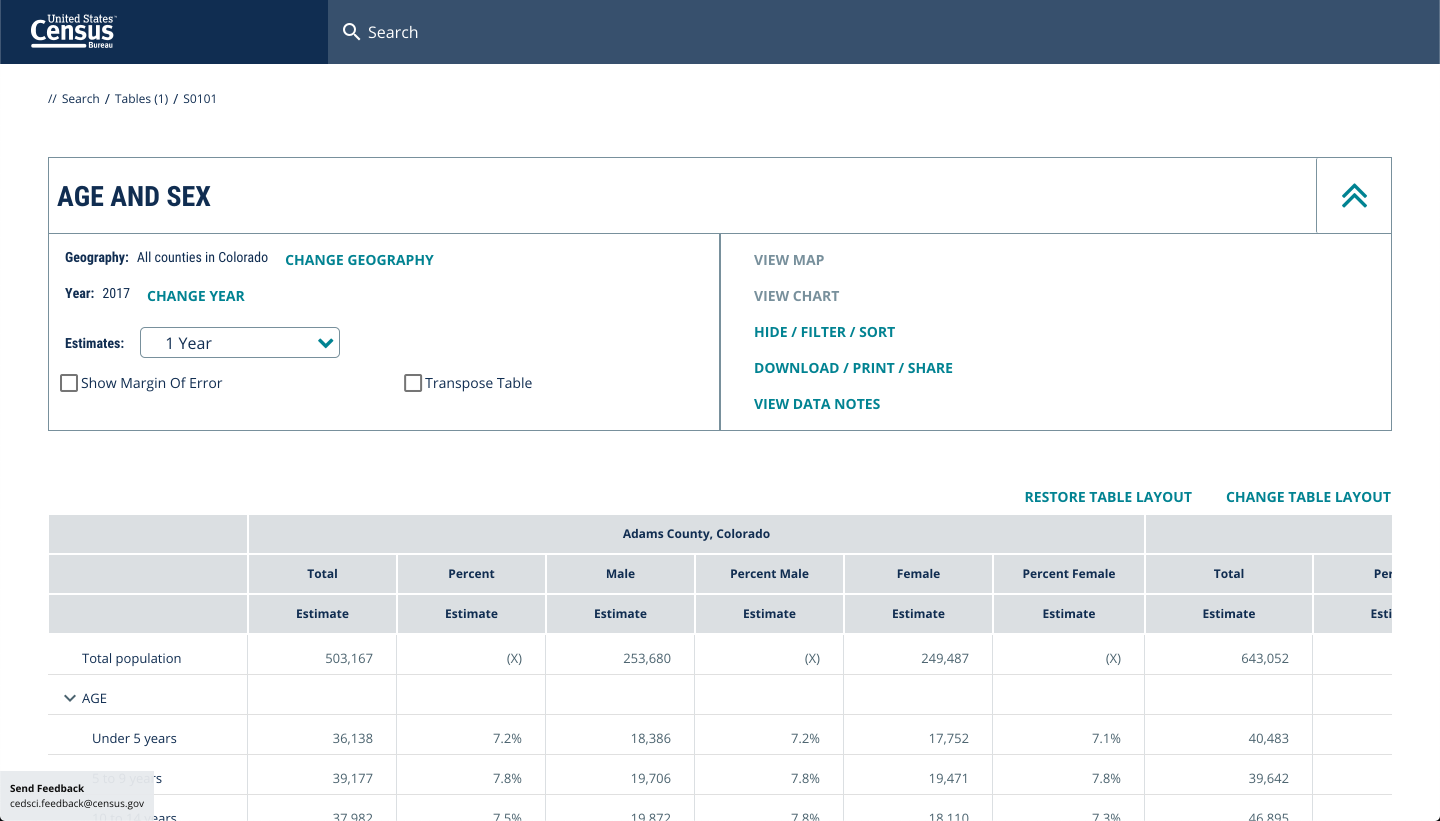 United States™
Census
Bureau
Search
// Search / Tables (1) / S0101
AGE AND SEX
Geography: All counties in Colorado CHANGE GEOGRAPHY
Year: 2017 CHANGE YEAR
Estimates: 1 Year
Show Margin Of Error Transpose Table
VIEW MAP
VIEW CHART
HIDE / FILTER / SORT
DOWNLOAD / PRINT / SHARE
VIEW DATA NOTES
RESTORE TABLE LAYOUT CHANGE TABLE LAYOUT
Adams County, Colorado
Total Percent Male Percent Male Female Percent Female Total Per
Estimate Estimate Estimate Estimate Estimate Estimate Estimate Esti
Total population 503,167 (X) 253,680 (X) 249,487 (X) 643,052
AGE
Under 5 years 36,138 7.2% 18,386 7.2% 17,752 7.1% 40,483
5 to 9 years 39,177 7.8% 19,706 7.8% 19,471 7.8% 39,642
10 to 14 years 37,982 7.5% 19,872 7.8% 18,110 7.3% 46,895
Send Feedback
cedsci.feedback@census.gov